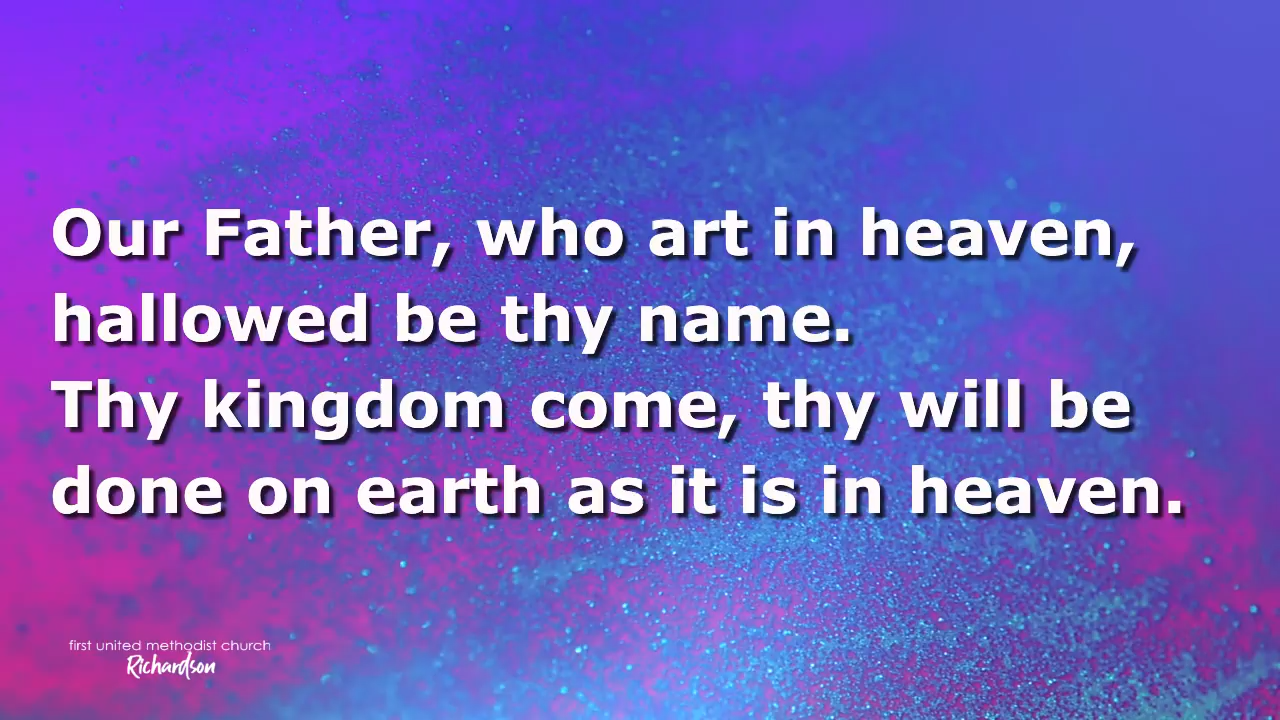 Our Father, who art in heaven,
hallowed be thy name.
Thy kingdom come, thy will be
done on earth as it is in heaven.
first united methodist church
Richardson